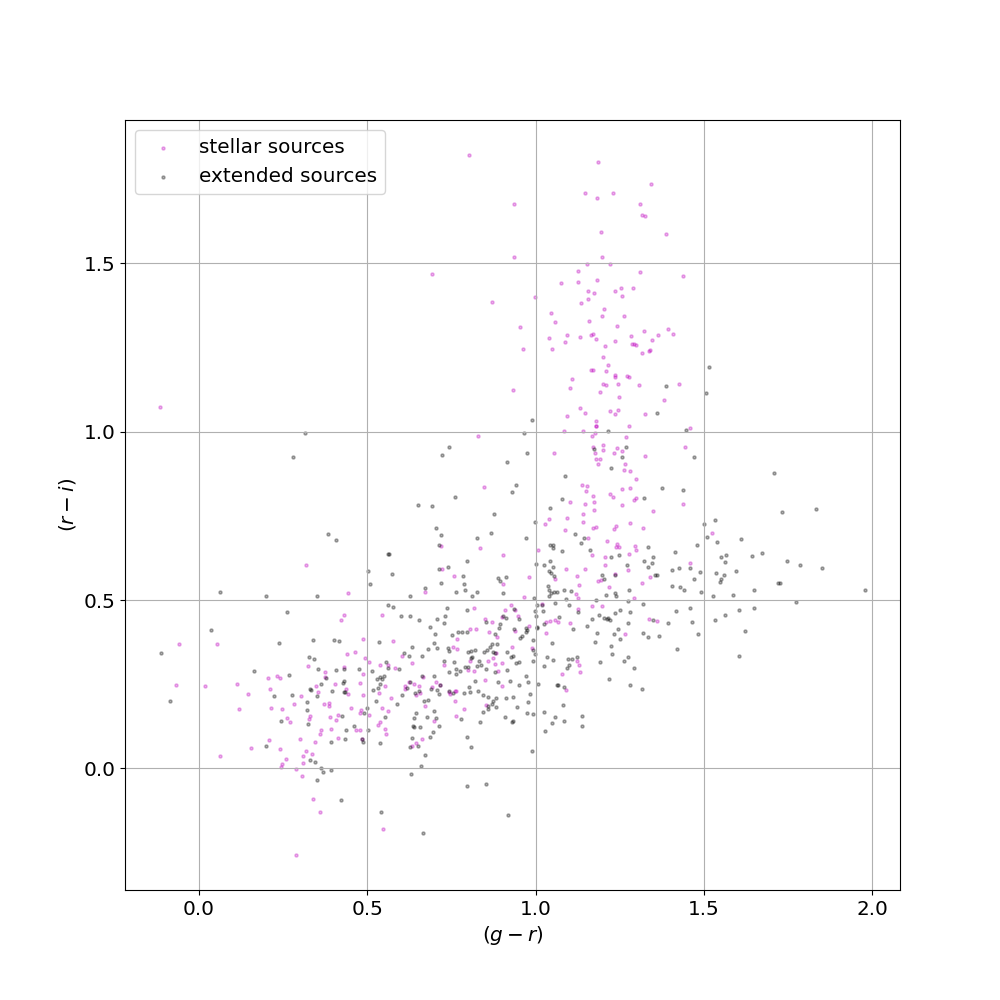 stellar sources
extended sources
1.5
1.0
0.5
0.0
(r − i)
0.0 0.5 1.0 1.5 2.0
(g − r)